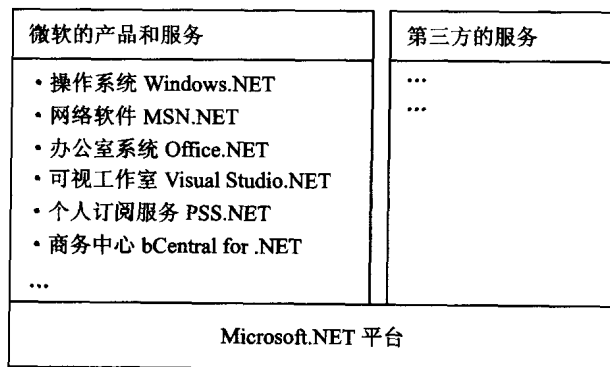 微软的产品和服务
• 操作系统 Windows.NET
• 网络软件 MSN.NET
• 办公室系统 Office.NET
• 可视工作室 Visual Studio.NET
• 个人订阅服务 PSS.NET
• 商务中心 bCentral for .NET
...
第三方的服务
...
...
Microsoft.NET 平台